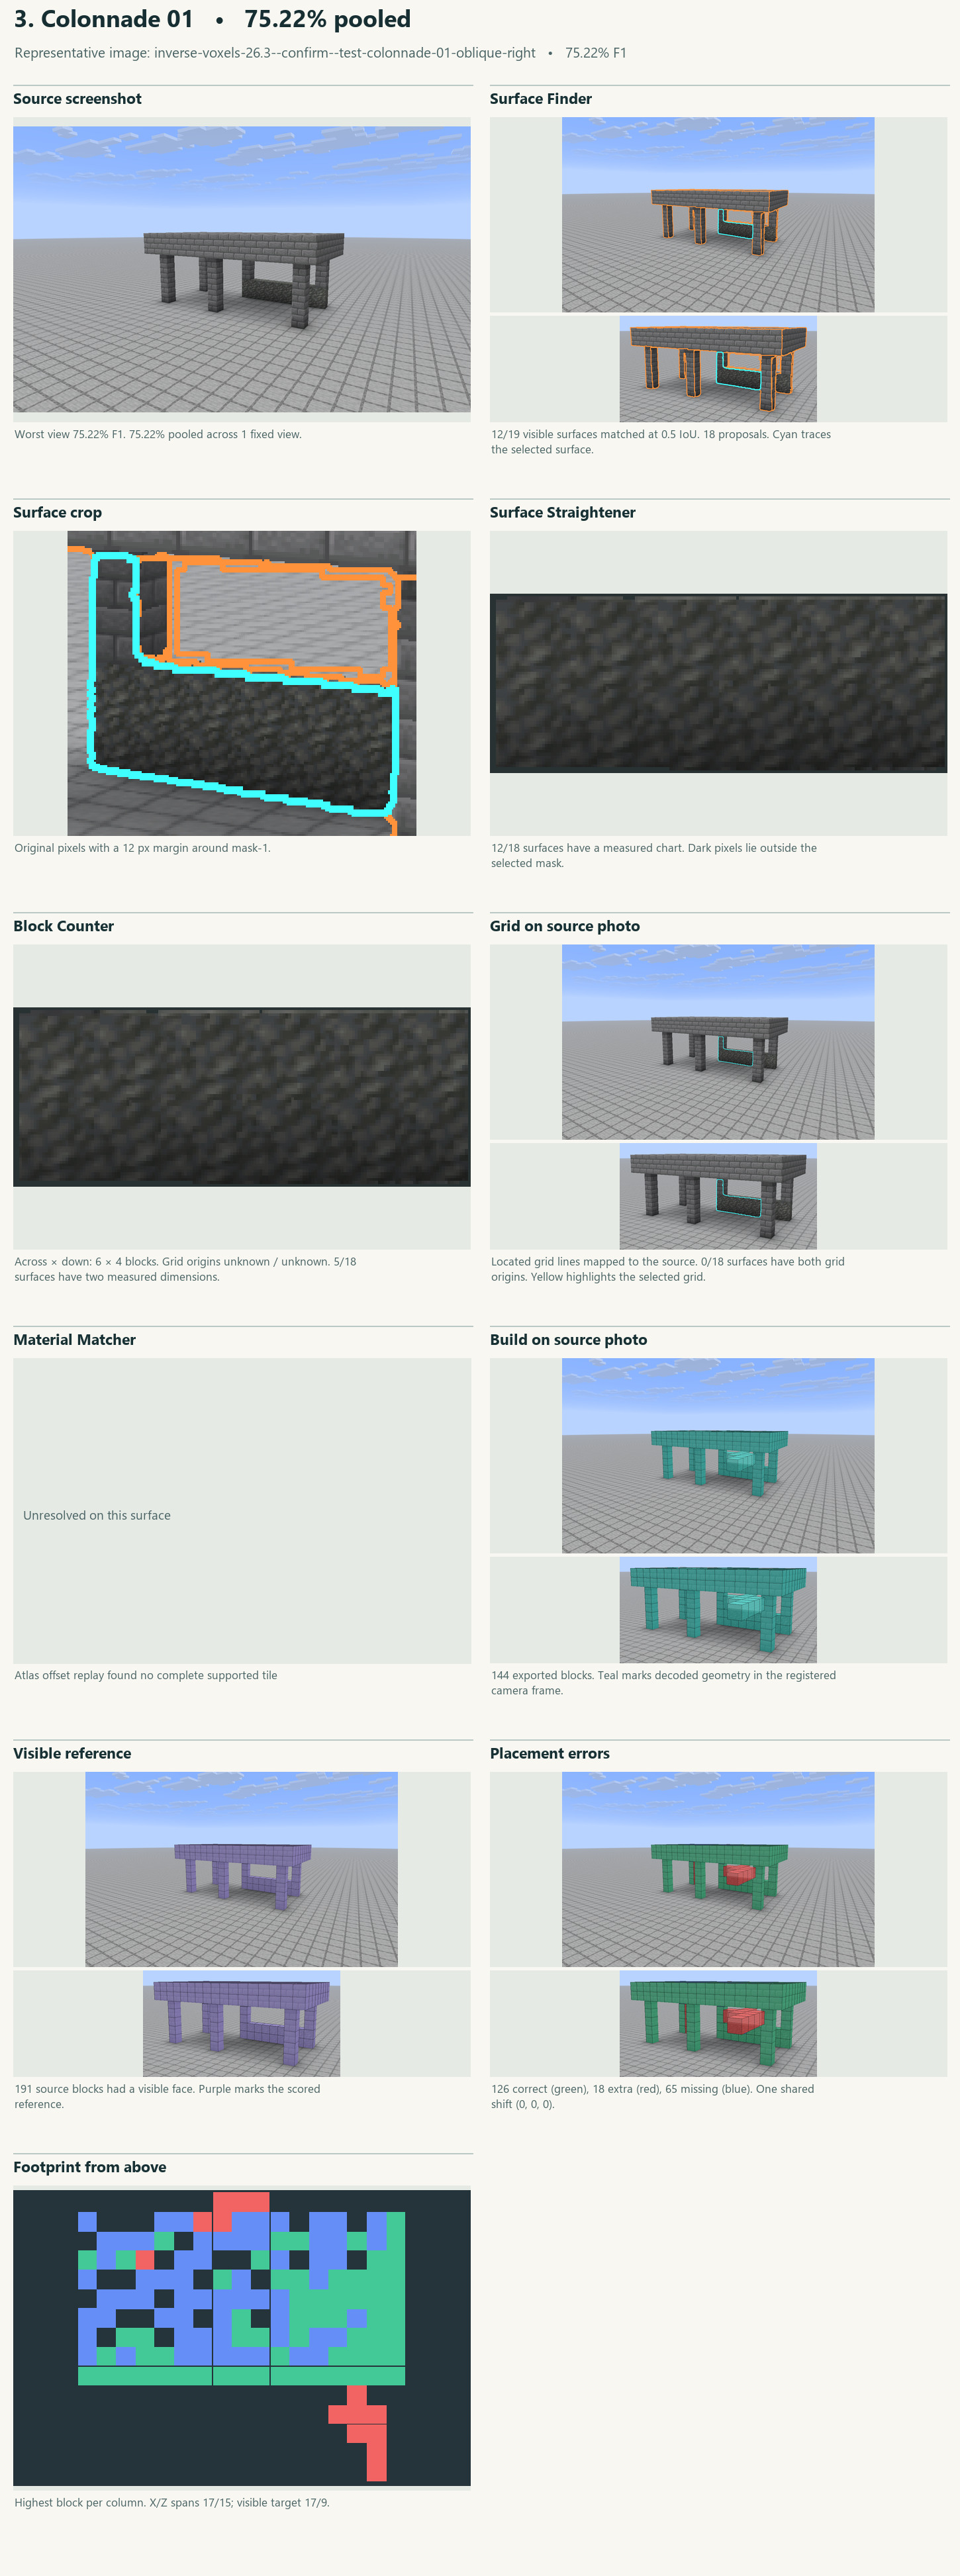 3. Colonnade 01 • 75.22% pooled
Representative image: inverse-voxels-26.3--confirm--test-colonnade-01-oblique-right • 75.22% F1
Source screenshot
Surface Finder
Worst view 75.22% F1. 75.22% pooled across 1 fixed view.
12/19 visible surfaces matched at 0.5 IoU. 18 proposals. Cyan traces
the selected surface.
Surface crop
Surface Straightener
Original pixels with a 12 px margin around mask-1.
12/18 surfaces have a measured chart. Dark pixels lie outside the
selected mask.
Block Counter
Grid on source photo
Across × down: 6 × 4 blocks. Grid origins unknown / unknown. 5/18
surfaces have two measured dimensions.
Located grid lines mapped to the source. 0/18 surfaces have both grid
origins. Yellow highlights the selected grid.
Material Matcher
Build on source photo
Unresolved on this surface
Atlas offset replay found no complete supported tile
144 exported blocks. Teal marks decoded geometry in the registered
camera frame.
Visible reference
Placement errors
191 source blocks had a visible face. Purple marks the scored
reference.
126 correct (green), 18 extra (red), 65 missing (blue). One shared
shift (0, 0, 0).
Footprint from above
Highest block per column. X/Z spans 17/15; visible target 17/9.